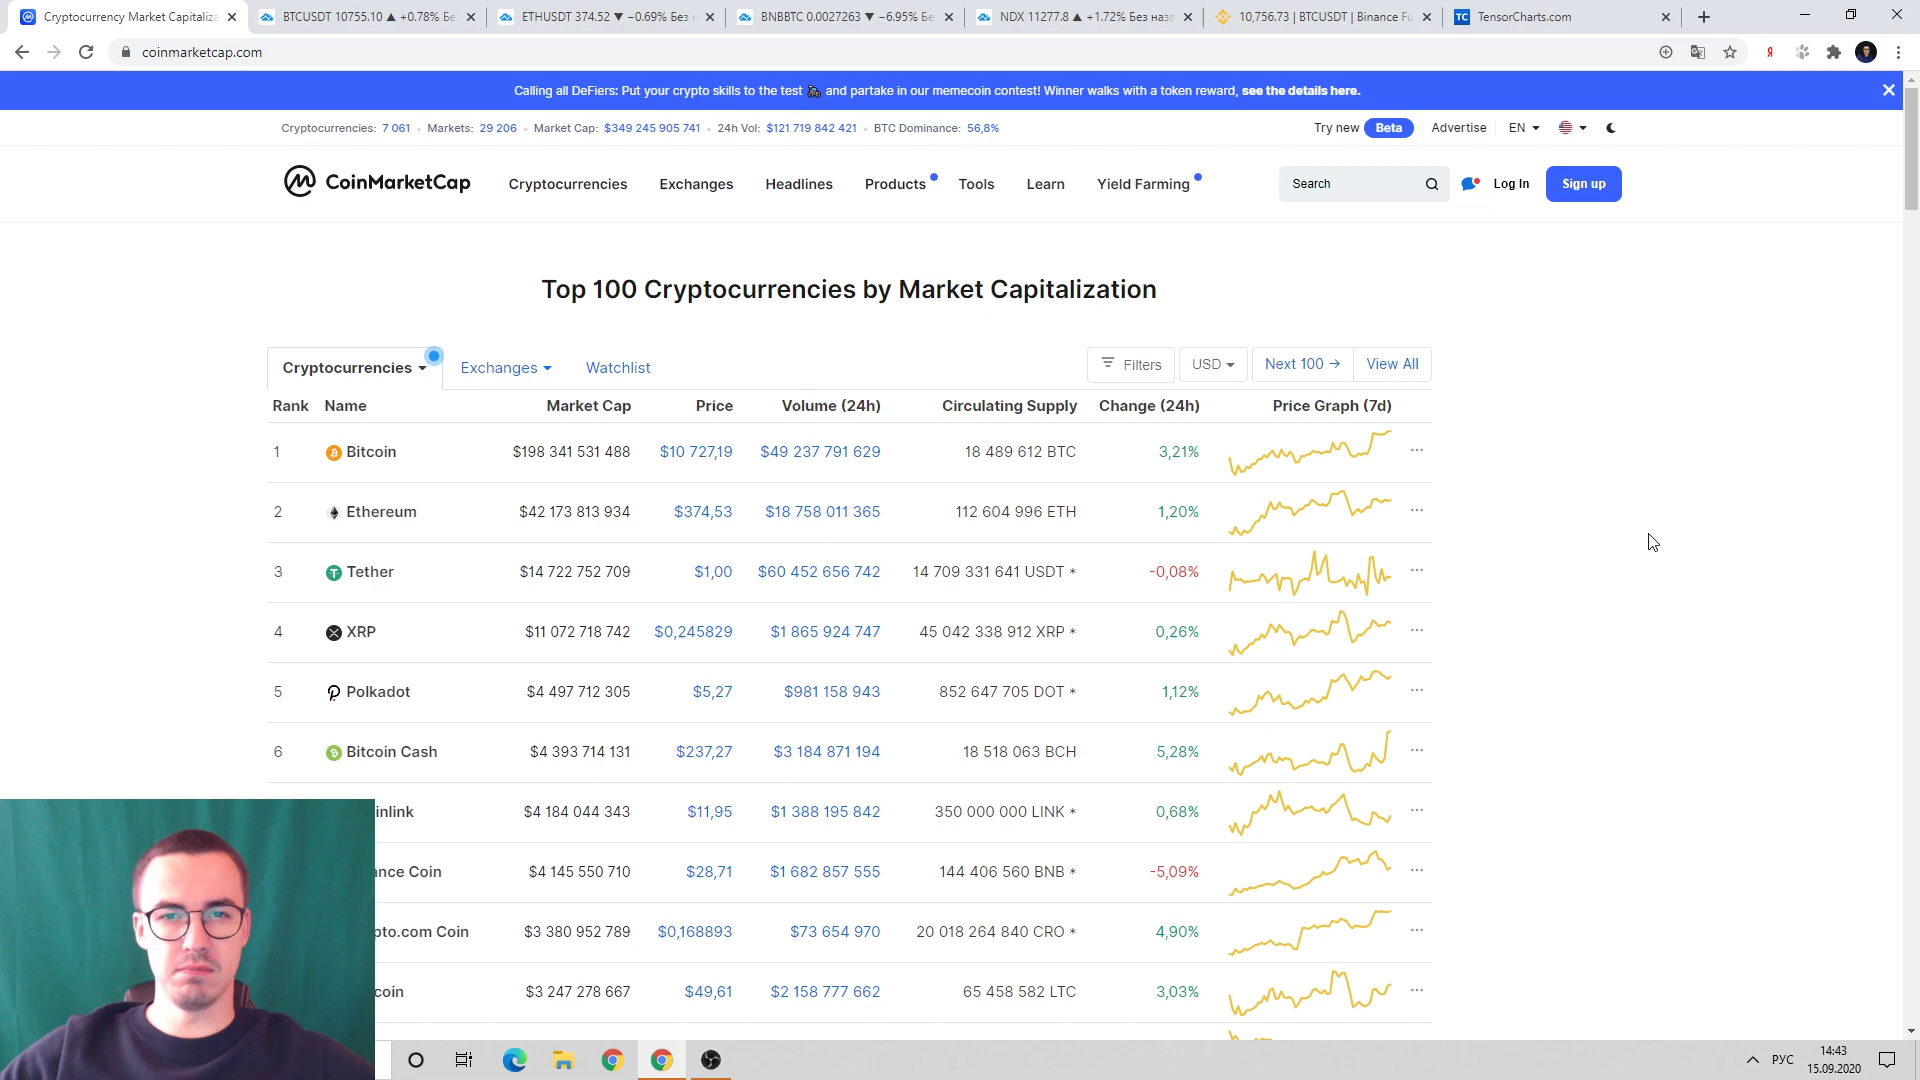 Cryptocurrency Market Capitaliza
BTCUSDT 10755.10 ▲ +0.78% Бе
ETHUSDT 374.52 ▼ −0.69% Без н
BNBBTC 0.0027263 ▼ −6.95% Бе
NDX 11277.8 ▲ +1.72% Без назв
10,756.73 | BTCUSDT | Binance Fu
TC TensorCharts.com
coinmarketcap.com
Я
Calling all DeFiers: Put your crypto skills to the test 🚴 and partake in our memecoin contest! Winner walks with a token reward, see the details here.
Cryptocurrencies: 7 061 • Markets: 29 206 • Market Cap: $349 245 905 741 • 24h Vol: $121 719 842 421 • BTC Dominance: 56,8%
Try new Beta Advertise EN
CoinMarketCap Cryptocurrencies Exchanges Headlines Products Tools Learn Yield Farming Search Log In Sign up
Top 100 Cryptocurrencies by Market Capitalization
Cryptocurrencies Exchanges Watchlist Filters USD Next 100 → View All
Rank Name Market Cap Price Volume (24h) Circulating Supply Change (24h) Price Graph (7d)
1 Bitcoin $198 341 531 488 $10 727,19 $49 237 791 629 18 489 612 BTC 3,21%
2 Ethereum $42 173 813 934 $374,53 $18 758 011 365 112 604 996 ETH 1,20%
3 Tether $14 722 752 709 $1,00 $60 452 656 742 14 709 331 641 USDT * -0,08%
4 XRP $11 072 718 742 $0,245829 $1 865 924 747 45 042 338 912 XRP * 0,26%
5 Polkadot $4 497 712 305 $5,27 $981 158 943 852 647 705 DOT * 1,12%
6 Bitcoin Cash $4 393 714 131 $237,27 $3 184 871 194 18 518 063 BCH 5,28%
inlink $4 184 044 343 $11,95 $1 388 195 842 350 000 000 LINK * 0,68%
ance Coin $4 145 550 710 $28,71 $1 682 857 555 144 406 560 BNB * -5,09%
pto.com Coin $3 380 952 789 $0,168893 $73 654 970 20 018 264 840 CRO * 4,90%
coin $3 247 278 667 $49,61 $2 158 777 662 65 458 582 LTC 3,03%
РУС
14:43
15.09.2020